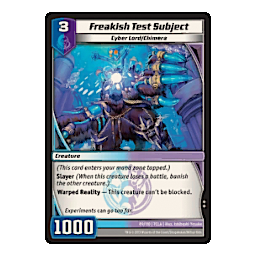 Freakish Test Subject
3
Cyber Lord/Chimera
Creature
(This card enters your mana zone tapped.)
Slayer (When this creature loses a battle, banish
the other creature.)
Warped Reality — This creature can't be blocked.
Experiments can go too far.
1000